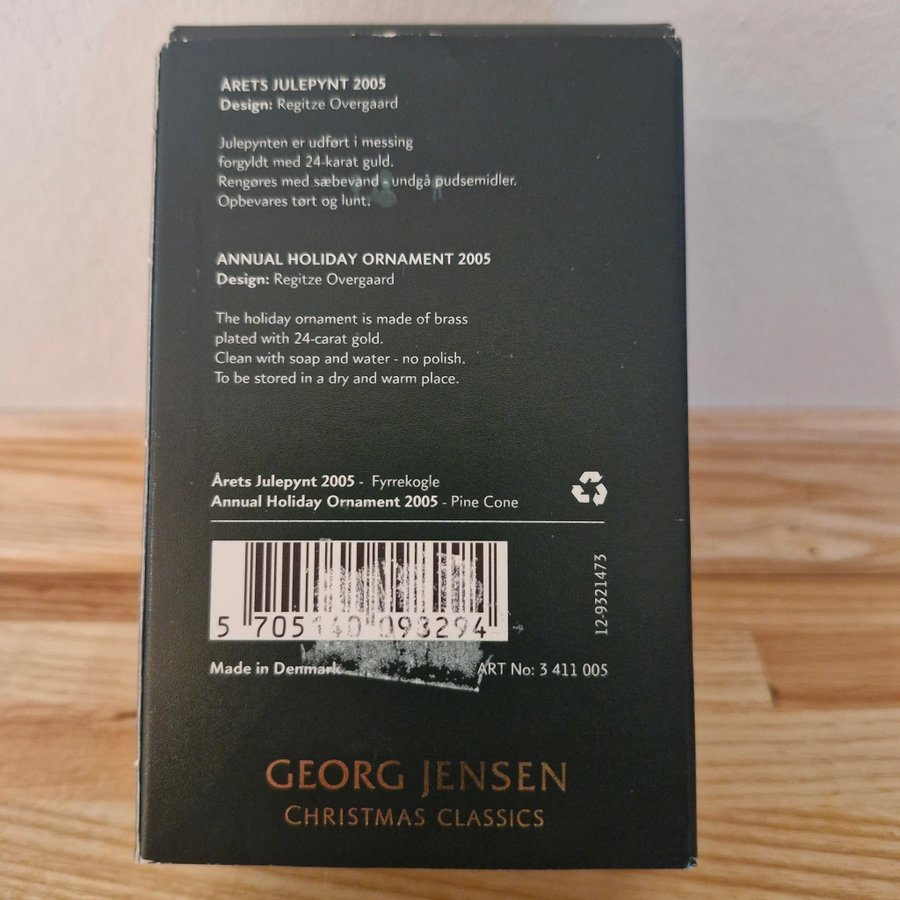 ÅRETS JULEPYNT 2005
Design: Regitze Overgaard
Julepynten er udført i messing
forgyldt med 24-karat guld.
Rengøres med sæbevand - undgå pudsemidler.
Opbevares tørt og lunt.
ANNUAL HOLIDAY ORNAMENT 2005
Design: Regitze Overgaard
The holiday ornament is made of brass
plated with 24-carat gold.
Clean with soap and water - no polish.
To be stored in a dry and warm place.
Årets Julepynt 2005 - Fyrrekogle
Annual Holiday Ornament 2005 - Pine Cone
12-9321473
5 705140 093294
Made in Denmark
ART No: 3 411 005
GEORG JENSEN
CHRISTMAS CLASSICS